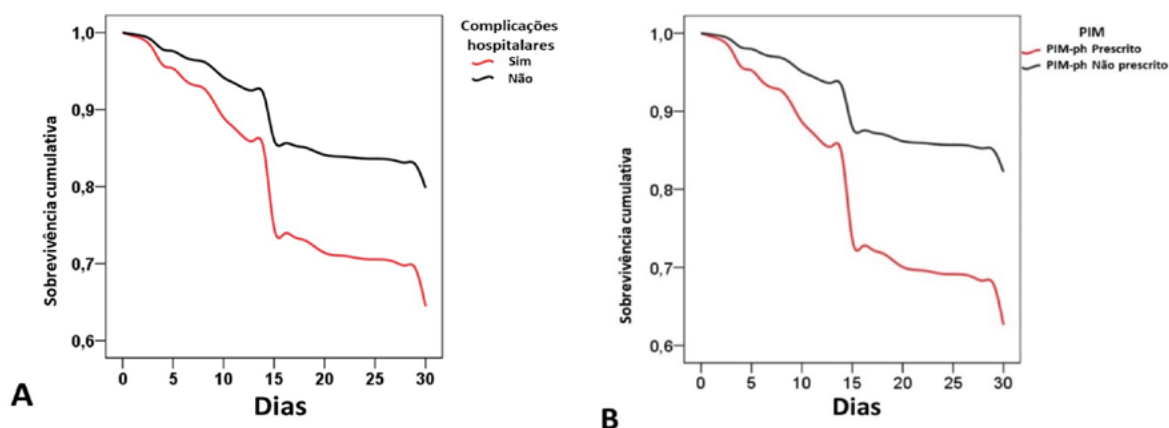 Complicações
hospitalares
Sim
Não
Sobrevivência cumulativa
1,0
0,9
0,8
0,7
0,6
0 5 10 15 20 25 30
Dias
A
PIM
PIM-ph Prescrito
PIM-ph Não prescrito
Sobrevivência cumulativa
1,0
0,9
0,8
0,7
0,6
0 5 10 15 20 25 30
Dias
B